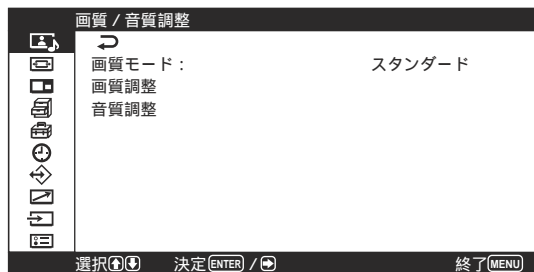 画質 / 音質調整
画質モード : スタンダード
画質調整
音質調整
選択 決定 ENTER / 終了 MENU